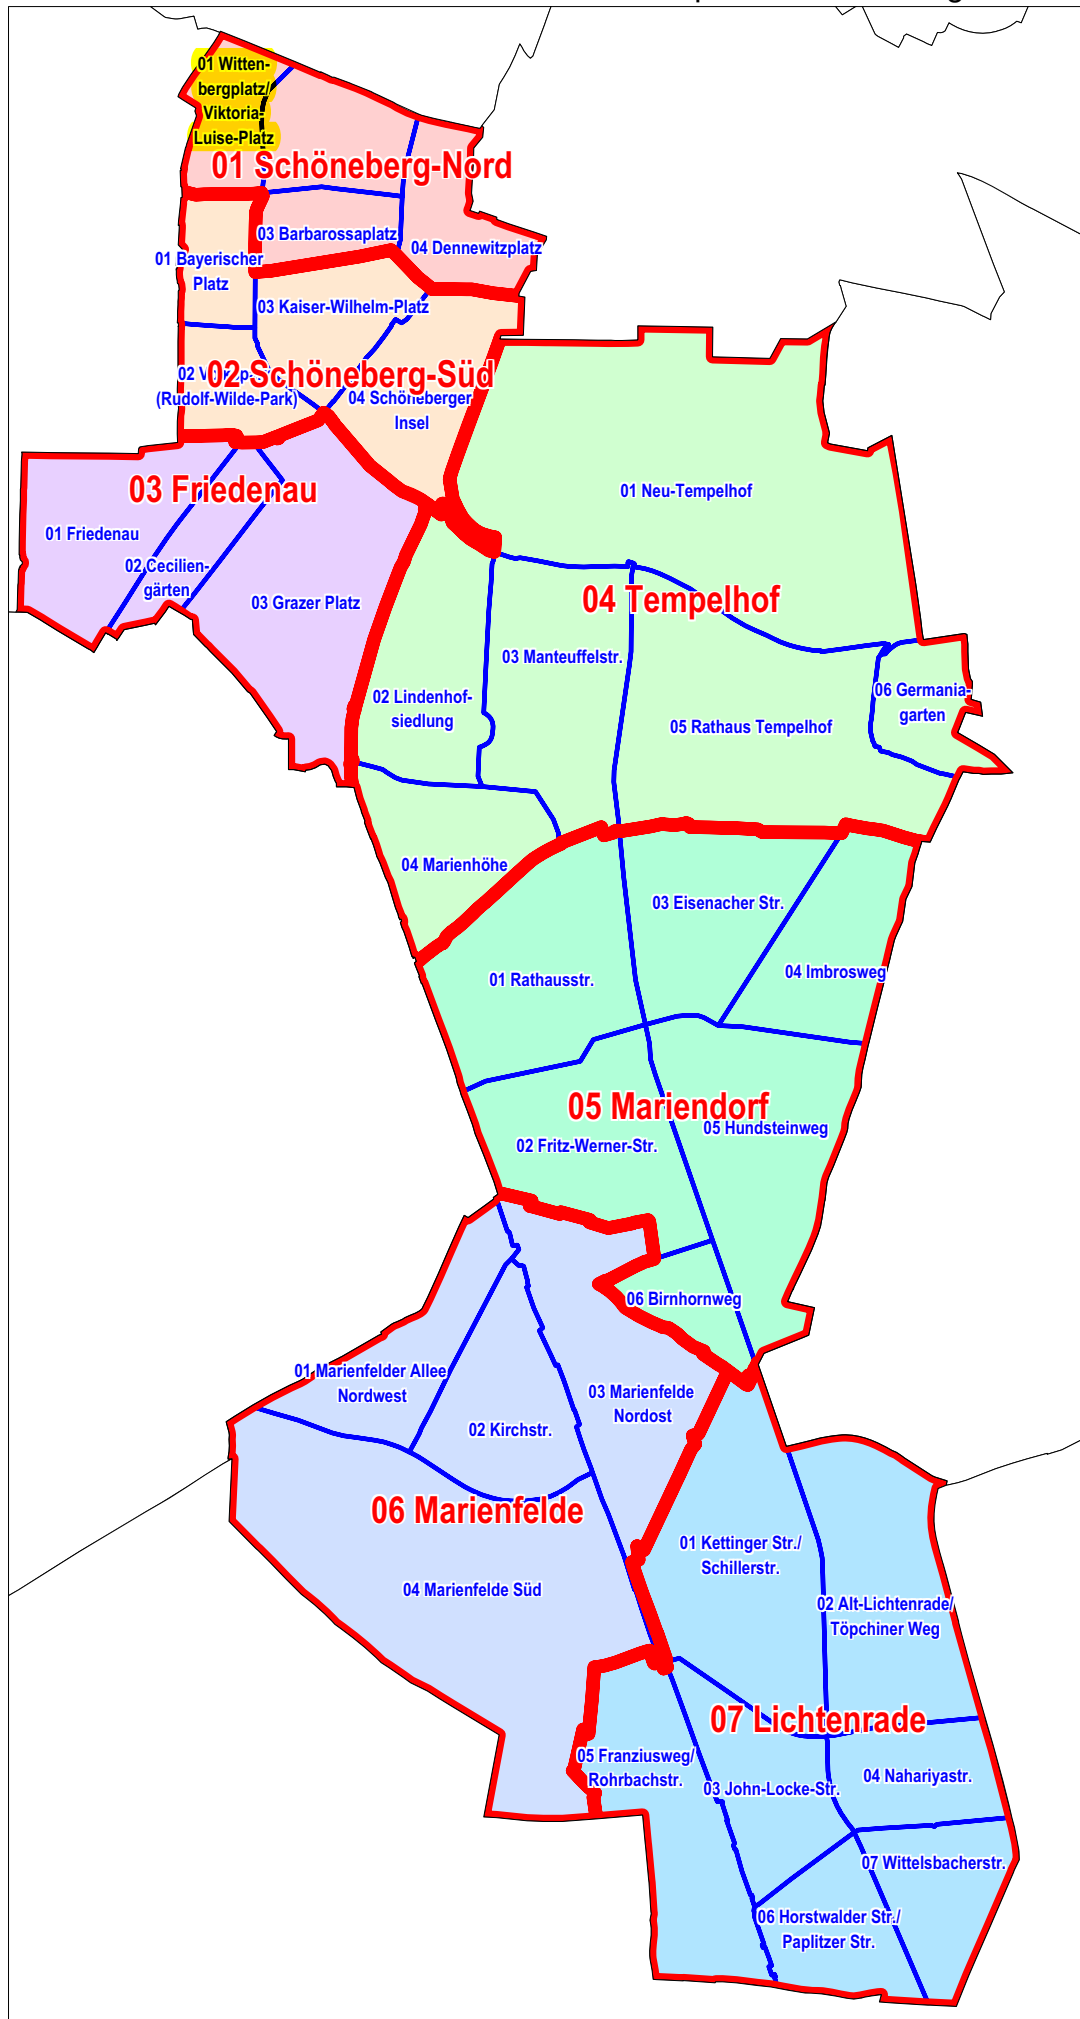 01 Witten-
bergplatz/
Viktoria-
Luise-Platz
01 Schöneberg-Nord
03 Barbarossaplatz
04 Dennewitzplatz
01 Bayerischer
Platz
03 Kaiser-Wilhelm-Platz
02 Schöneberg-Süd
02
(Rudolf-Wilde-Park)
04 Schöneberger
Insel
03 Friedenau
01 Friedenau
02 Cecilien-
gärten
03 Grazer Platz
01 Neu-Tempelhof
04 Tempelhof
03 Manteuffelstr.
02 Lindenhof-
siedlung
05 Rathaus Tempelhof
06 Germania-
garten
04 Marienhöhe
03 Eisenacher Str.
01 Rathausstr.
04 Imbrosweg
05 Mariendorf
05 Hundsteinweg
02 Fritz-Werner-Str.
06 Birnhornweg
01 Marienfelder Allee
Nordwest
03 Marienfelde
Nordost
02 Kirchstr.
06 Marienfelde
04 Marienfelde Süd
01 Kettinger Str./
Schillerstr.
02 Alt-Lichtenrade/
Töpchiner Weg
07 Lichtenrade
05 Franziusweg/
Rohrbachstr.
03 John-Locke-Str.
04 Nahariyastr.
07 Wittelsbacherstr.
06 Horstwalder Str./
Paplitzer Str.